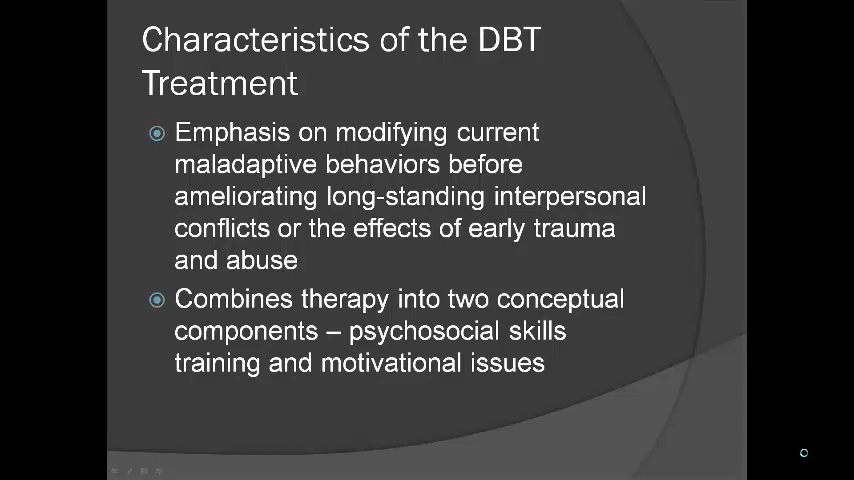 Characteristics of the DBT
Treatment
Emphasis on modifying current
maladaptive behaviors before
ameliorating long-standing interpersonal
conflicts or the effects of early trauma
and abuse
Combines therapy into two conceptual
components – psychosocial skills
training and motivational issues